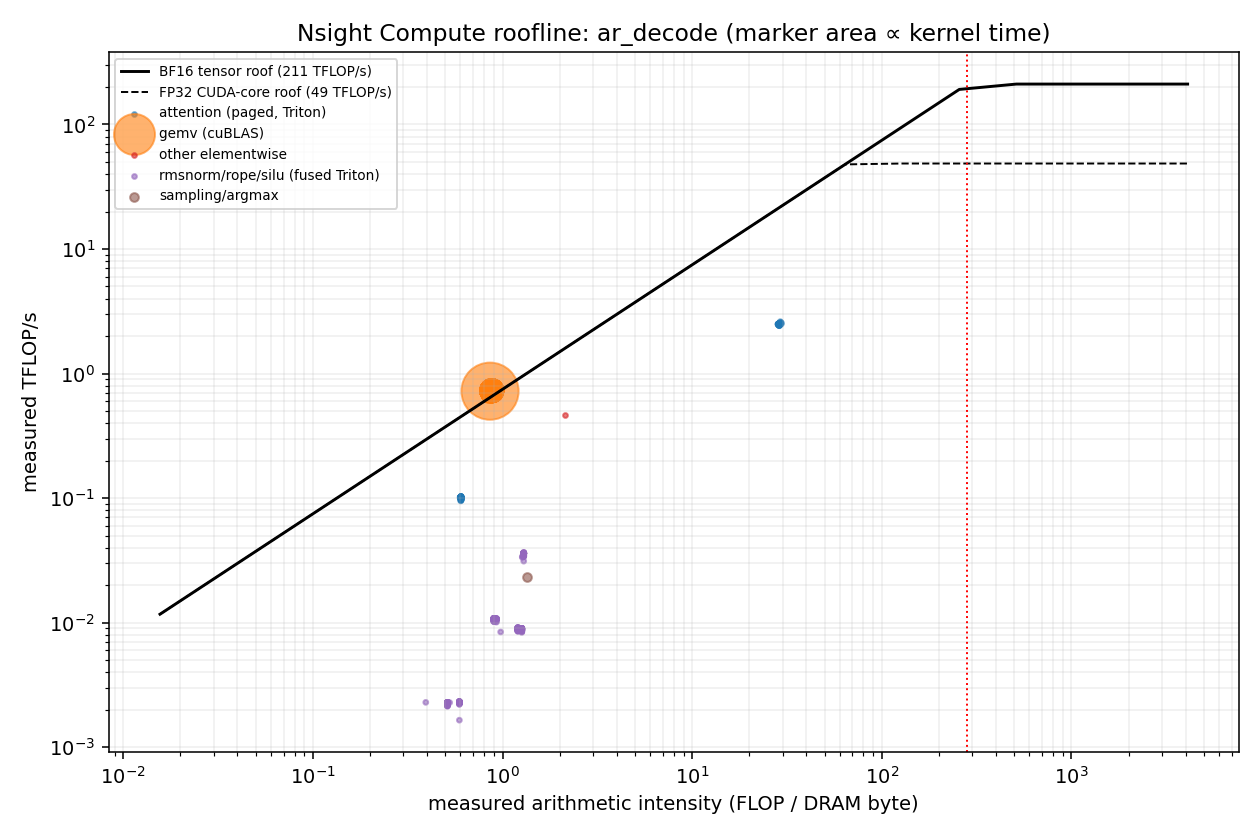 Nsight Compute roofline: ar_decode (marker area ∝ kernel time)
BF16 tensor roof (211 TFLOP/s)
FP32 CUDA-core roof (49 TFLOP/s)
attention (paged, Triton)
gemv (cuBLAS)
other elementwise
rmsnorm/rope/silu (fused Triton)
sampling/argmax
measured TFLOP/s
10²
10¹
10⁰
10⁻¹
10⁻²
10⁻³
10⁻² 10⁻¹ 10⁰ 10¹ 10² 10³
measured arithmetic intensity (FLOP / DRAM byte)